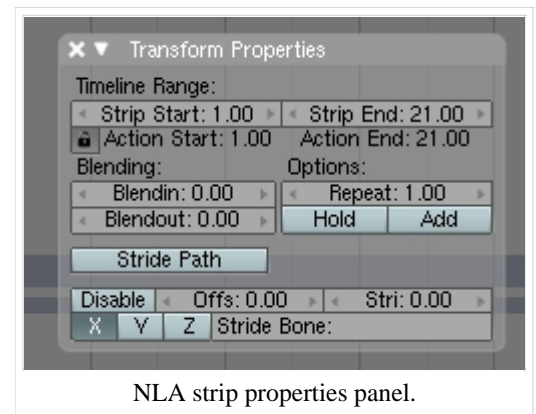 Transform Properties
Timeline Range:
Strip Start: 1.00 Strip End: 21.00
Action Start: 1.00 Action End: 21.00
Blending: Options:
Blendin: 0.00 Repeat: 1.00
Blendout: 0.00 Hold Add
Stride Path
Disable Offs: 0.00 Stri: 0.00
X Y Z Stride Bone:
NLA strip properties panel.